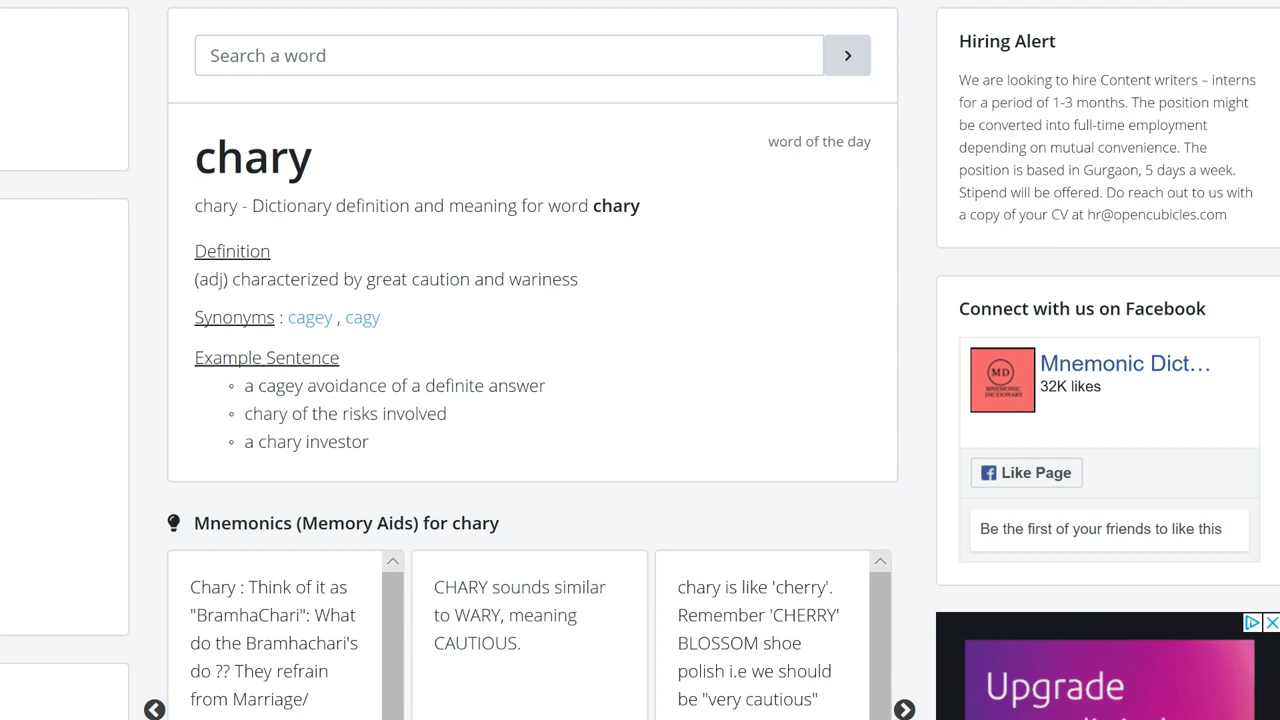 Search a word
word of the day
chary
chary - Dictionary definition and meaning for word chary
Definition
(adj) characterized by great caution and wariness
Synonyms : cagey , cagy
Example Sentence
a cagey avoidance of a definite answer
chary of the risks involved
a chary investor
Mnemonics (Memory Aids) for chary
Chary : Think of it as
"BramhaChari": What
do the Bramhachari's
do ?? They refrain
from Marriage/
CHARY sounds similar
to WARY, meaning
CAUTIOUS.
chary is like 'cherry'.
Remember 'CHERRY'
BLOSSOM shoe
polish i.e we should
be "very cautious"
Hiring Alert
We are looking to hire Content writers – interns
for a period of 1-3 months. The position might
be converted into full-time employment
depending on mutual convenience. The
position is based in Gurgaon, 5 days a week.
Stipend will be offered. Do reach out to us with
a copy of your CV at hr@opencubicles.com
Connect with us on Facebook
MD
MNEMONIC
DICTIONARY
Mnemonic Dict...
32K likes
Like Page
Be the first of your friends to like this
Upgrade